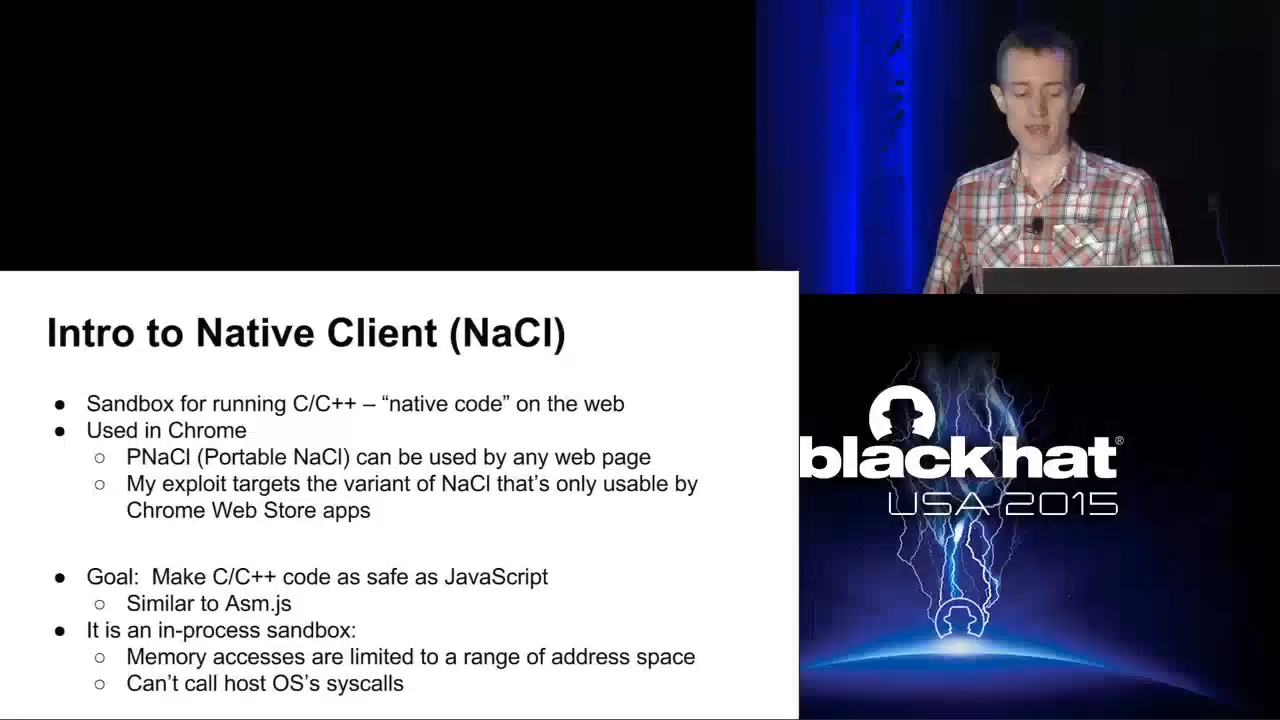 Intro to Native Client (NaCl)
● Sandbox for running C/C++ – “native code” on the web
● Used in Chrome
○ PNaCl (Portable NaCl) can be used by any web page
○ My exploit targets the variant of NaCl that’s only usable by
Chrome Web Store apps
● Goal:  Make C/C++ code as safe as JavaScript
○ Similar to Asm.js
● It is an in-process sandbox:
○ Memory accesses are limited to a range of address space
○ Can’t call host OS’s syscalls
black hat®
USA 2015